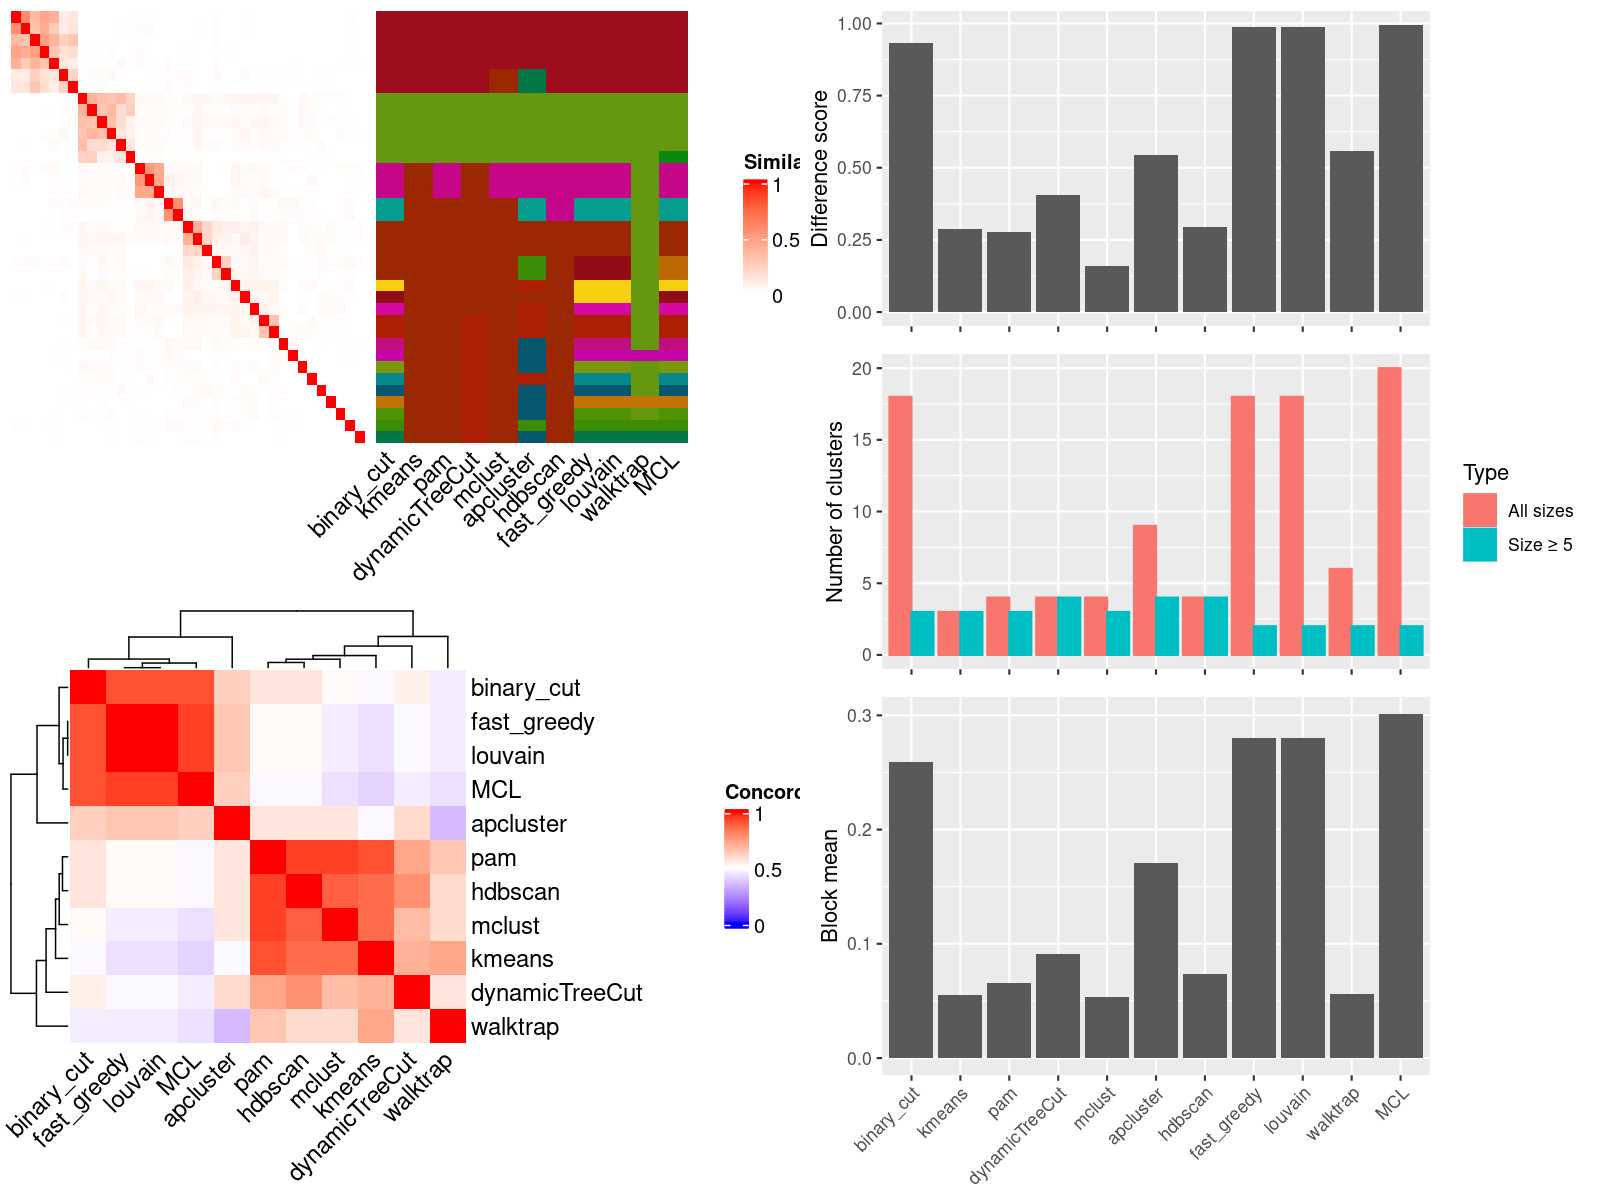 Simila
1
0.5
0
binary_cut
kmeans
pam
dynamicTreeCut
mclust
apcluster
hdbscan
fast_greedy
louvain
walktrap
MCL
Difference score
1.00
0.75
0.50
0.25
0.00
Number of clusters
20
15
10
5
0
Type
All sizes
Size ≥ 5
binary_cut
fast_greedy
louvain
MCL
apcluster
pam
hdbscan
mclust
kmeans
dynamicTreeCut
walktrap
binary_cut
fast_greedy
louvain
MCL
apcluster
pam
hdbscan
mclust
kmeans
dynamicTreeCut
walktrap
Concord
1
0.5
0
Block mean
0.3
0.2
0.1
0.0
binary_cut
kmeans
pam
dynamicTreeCut
mclust
apcluster
hdbscan
fast_greedy
louvain
walktrap
MCL